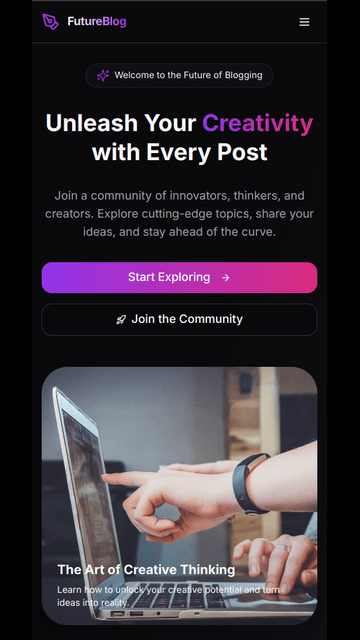 FutureBlog
Welcome to the Future of Blogging
Unleash Your Creativity
with Every Post
Join a community of innovators, thinkers, and
creators. Explore cutting-edge topics, share your
ideas, and stay ahead of the curve.
Start Exploring
Join the Community
The Art of Creative Thinking
Learn how to unlock your creative potential and turn
ideas into reality.